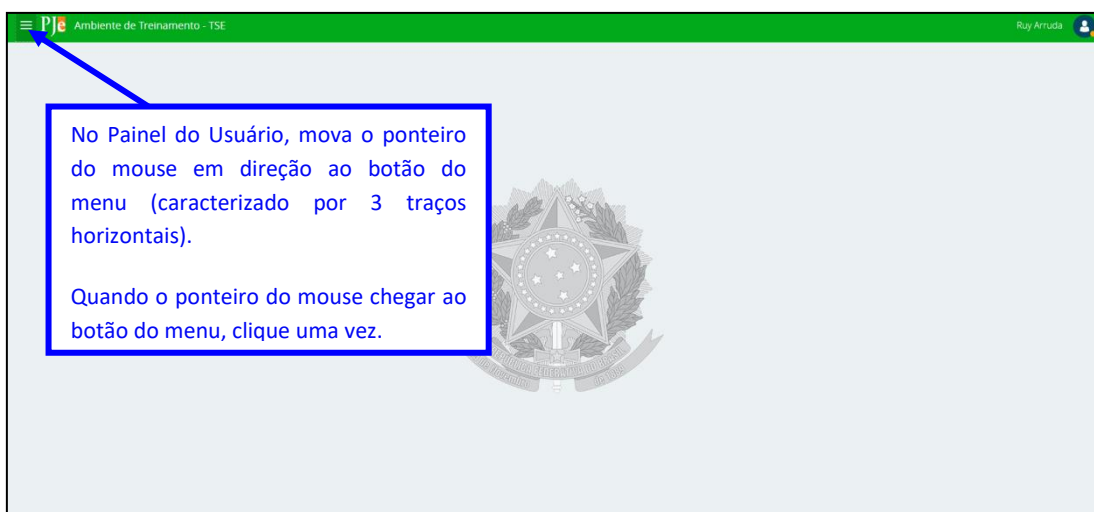 PJe Ambiente de Treinamento - TSE
Ruy Arruda
No Painel do Usuário, mova o ponteiro
do mouse em direção ao botão do
menu (caracterizado por 3 traços
horizontais).
Quando o ponteiro do mouse chegar ao
botão do menu, clique uma vez.